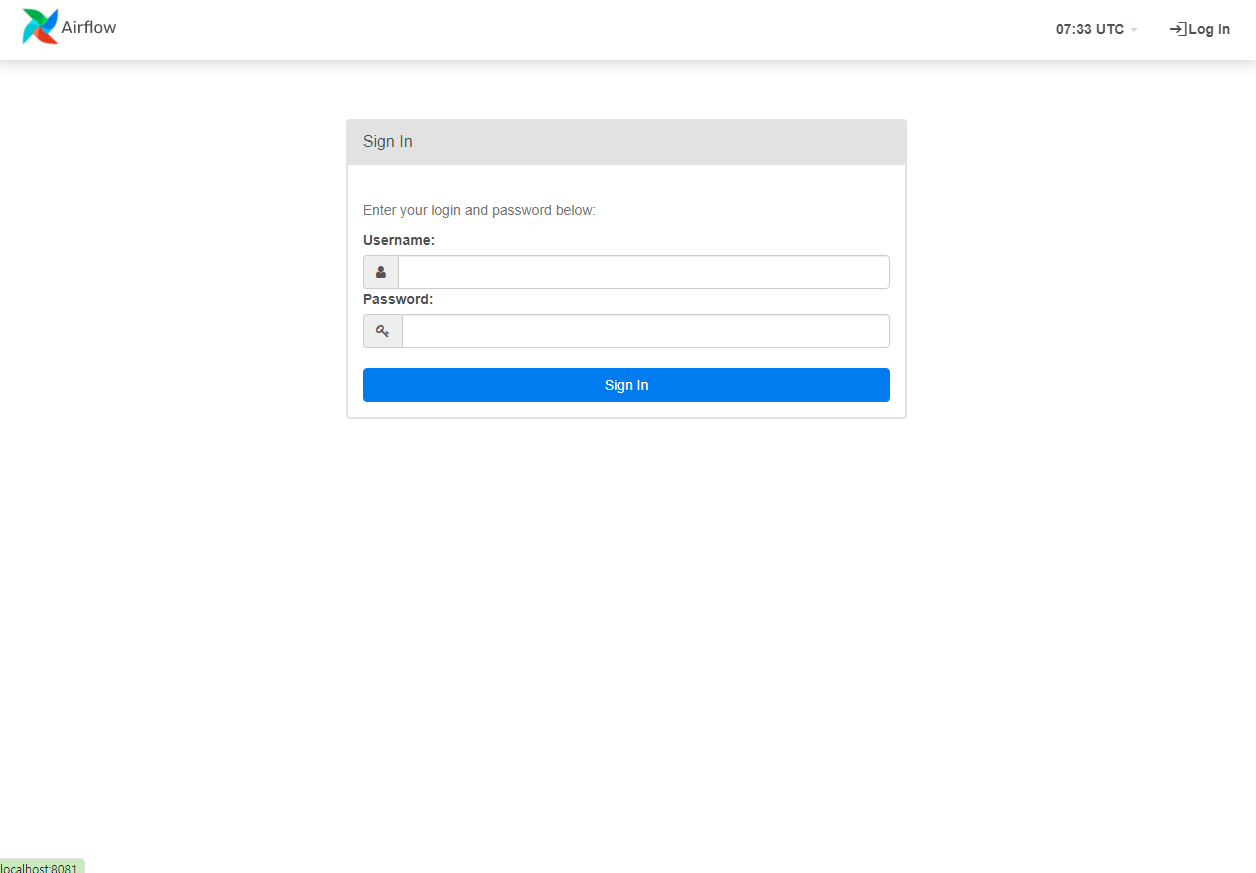 Airflow
07:33 UTC
Log In
Sign In
Enter your login and password below:
Username:
Password:
Sign In
localhost:8081